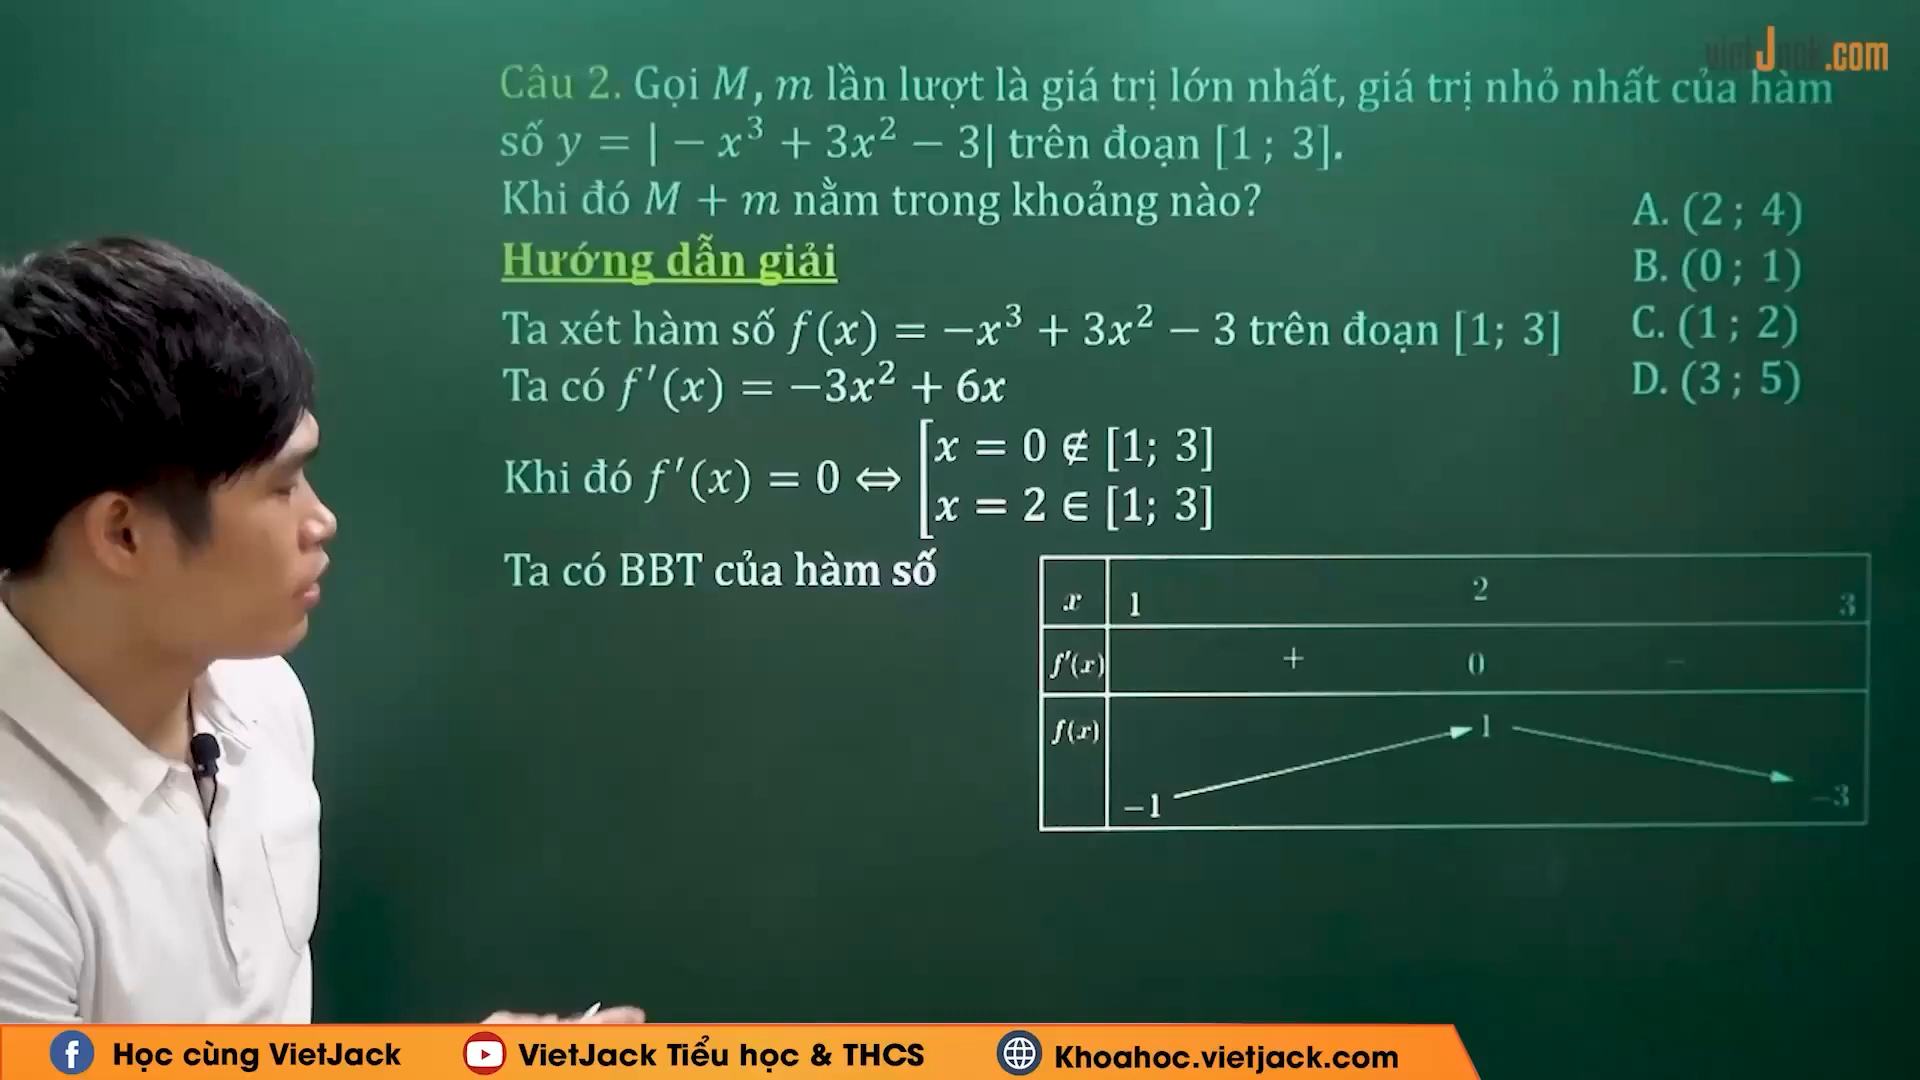 vietJack.com
Câu 2. Gọi M, m lần lượt là giá trị lớn nhất, giá trị nhỏ nhất của hàm
số y = |− x³ + 3x² − 3| trên đoạn [1 ; 3].
Khi đó M + m nằm trong khoảng nào?
A. (2 ; 4)
B. (0 ; 1)
C. (1 ; 2)
D. (3 ; 5)
Hướng dẫn giải
Ta xét hàm số f(x) = −x³ + 3x² − 3 trên đoạn [1; 3]
Ta có f′(x) = −3x² + 6x
Khi đó f′(x) = 0 ⇔ [ x = 0 ∉ [1; 3]
x = 2 ∈ [1; 3]
Ta có BBT của hàm số
x 1 2 3
f′(x) + 0 −
f(x) −1 1 −3
Học cùng VietJack
VietJack Tiểu học & THCS
Khoahoc.vietjack.com